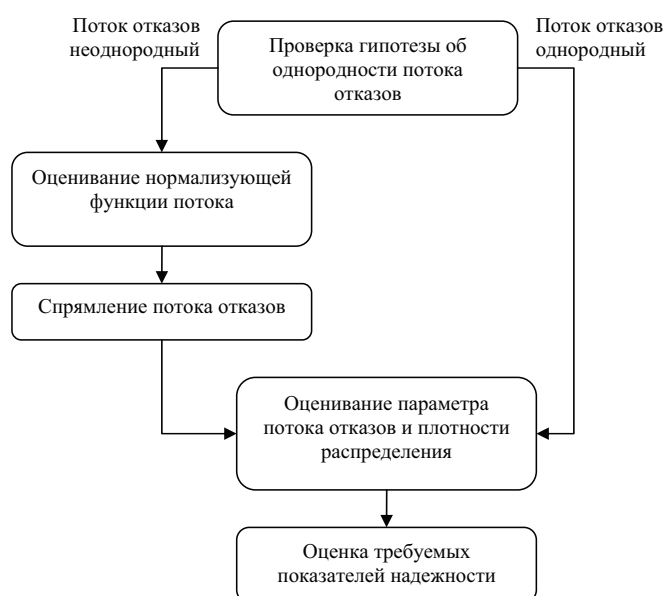 Поток отказов
неоднородный
Проверка гипотезы об
однородности потока
отказов
Поток отказов
однородный
Оценивание нормализующей
функции потока
Спрямление потока отказов
Оценивание параметра
потока отказов и плотности
распределения
Оценка требуемых
показателей надежности